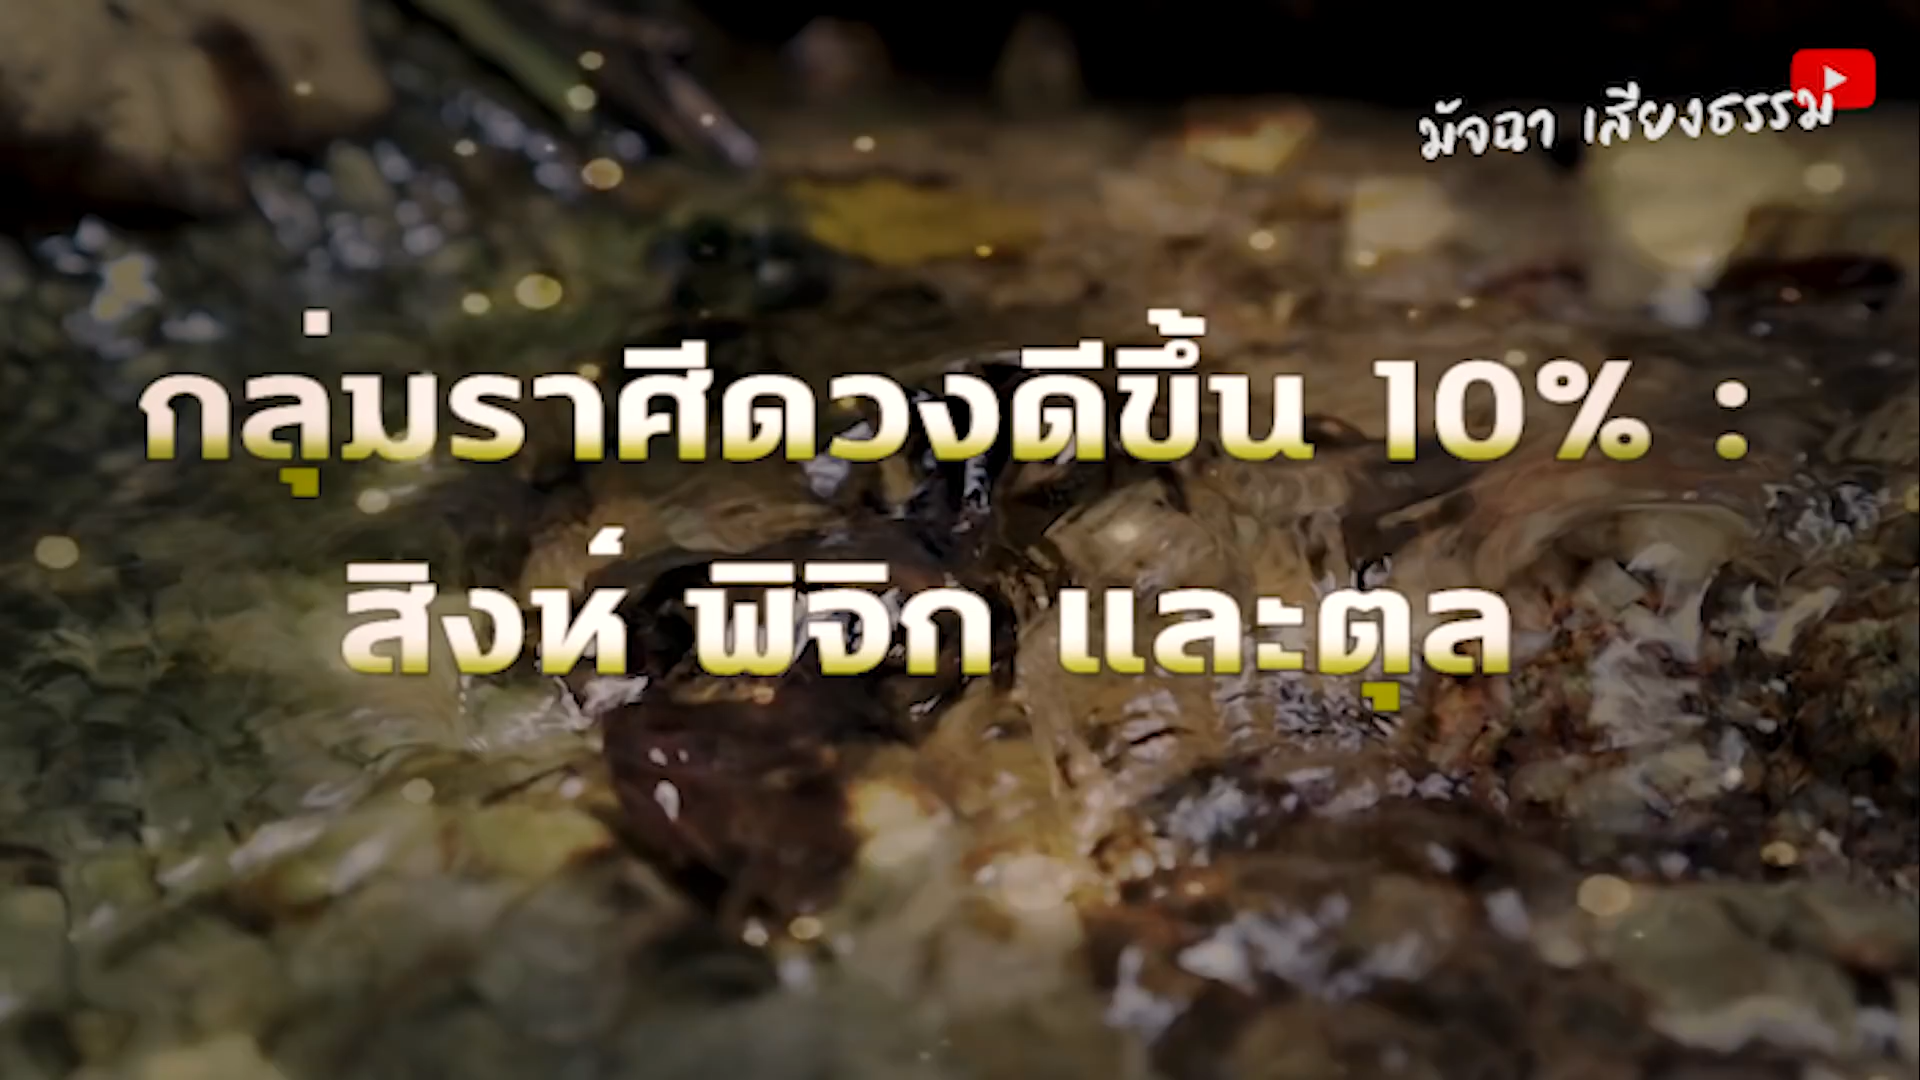 มัจฉา เสียงธรรม
กลุ่มราศีดวงดีขึ้น 10% :
สิงห์ พิจิก และตุล